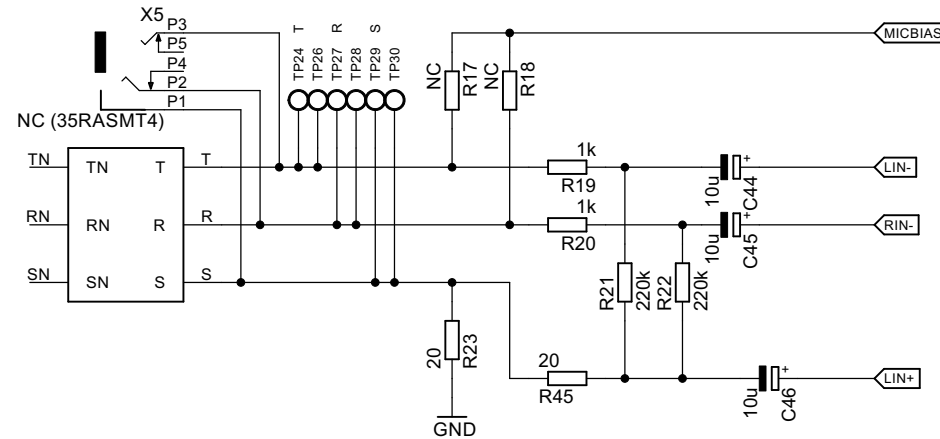 X5
P3
P5
P4
P2
P1
NC (35RASMT4)
T R S
TP24
TP26
TP27
TP28
TP29
TP30
NC
R17
NC
R18
MICBIAS
TN TN T T
RN RN R R
SN SN S S
1k
R19
1k
R20
10u
C44
+
LIN-
10u
C45
+
RIN-
R21
220k
R22
220k
20
R23
GND
20
R45
10u
C46
+
LIN+